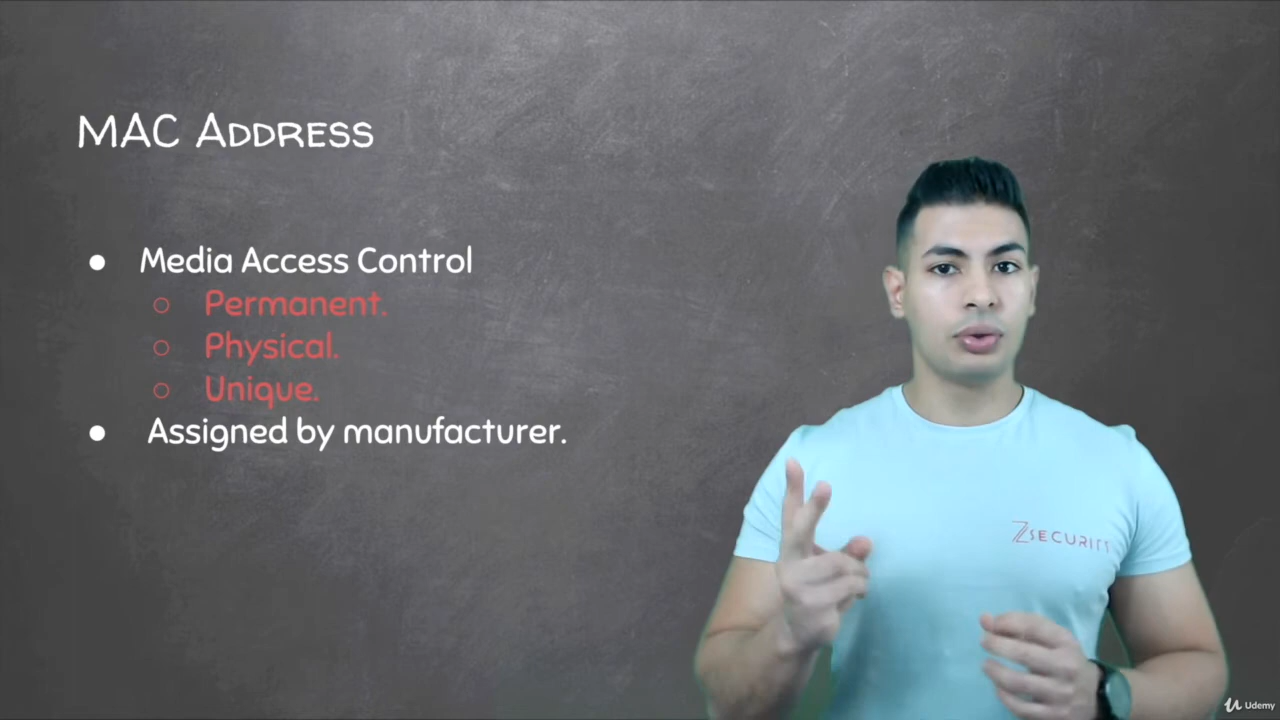 MAC Address
● Media Access Control
○ Permanent.
○ Physical.
○ Unique.
● Assigned by manufacturer.
ZSECURITY
Udemy